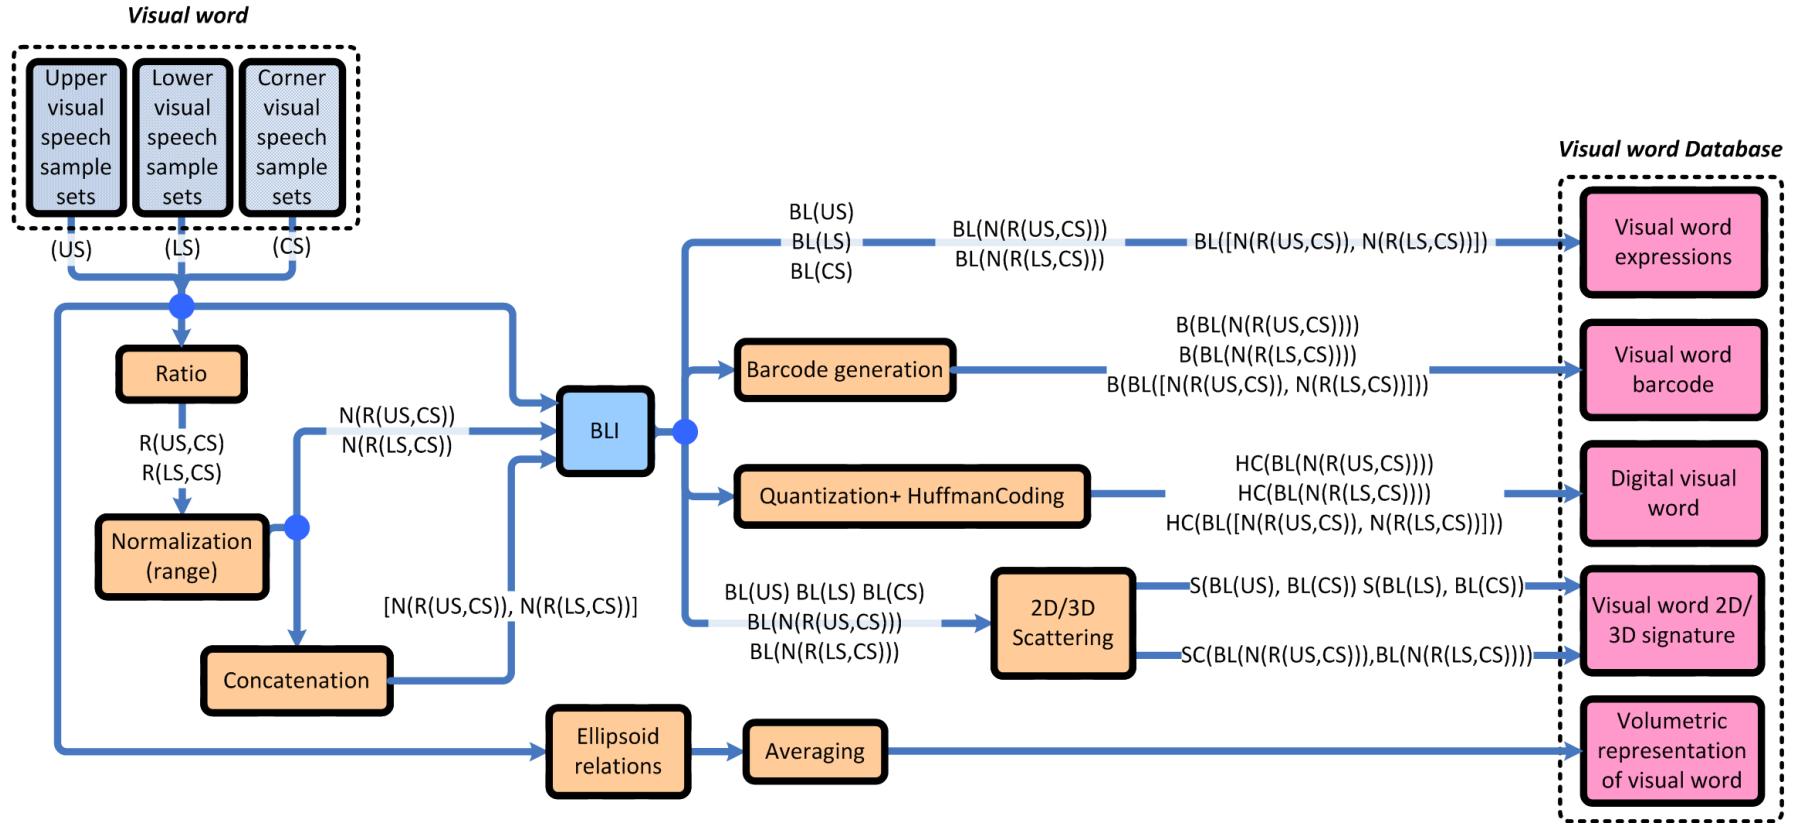 Visual word
Upper
visual
speech
sample
sets
Lower
visual
speech
sample
sets
Corner
visual
speech
sample
sets
(US)
(LS)
(CS)
Ratio
R(US,CS)
R(LS,CS)
Normalization
(range)
N(R(US,CS))
N(R(LS,CS))
Concatenation
[N(R(US,CS)), N(R(LS,CS))]
BLI
BL(US)
BL(LS)
BL(CS)
BL(N(R(US,CS)))
BL(N(R(LS,CS)))
BL([N(R(US,CS)), N(R(LS,CS))])
Barcode generation
B(BL(N(R(US,CS))))
B(BL(N(R(LS,CS))))
B(BL([N(R(US,CS)), N(R(LS,CS))]))
Quantization+ HuffmanCoding
HC(BL(N(R(US,CS))))
HC(BL(N(R(LS,CS))))
HC(BL([N(R(US,CS)), N(R(LS,CS))]))
BL(US) BL(LS) BL(CS)
BL(N(R(US,CS)))
BL(N(R(LS,CS)))
2D/3D
Scattering
S(BL(US), BL(CS)) S(BL(LS), BL(CS))
SC(BL(N(R(US,CS))),BL(N(R(LS,CS))))
Ellipsoid
relations
Averaging
Visual word Database
Visual word
expressions
Visual word
barcode
Digital visual
word
Visual word 2D/
3D signature
Volumetric
representation
of visual word